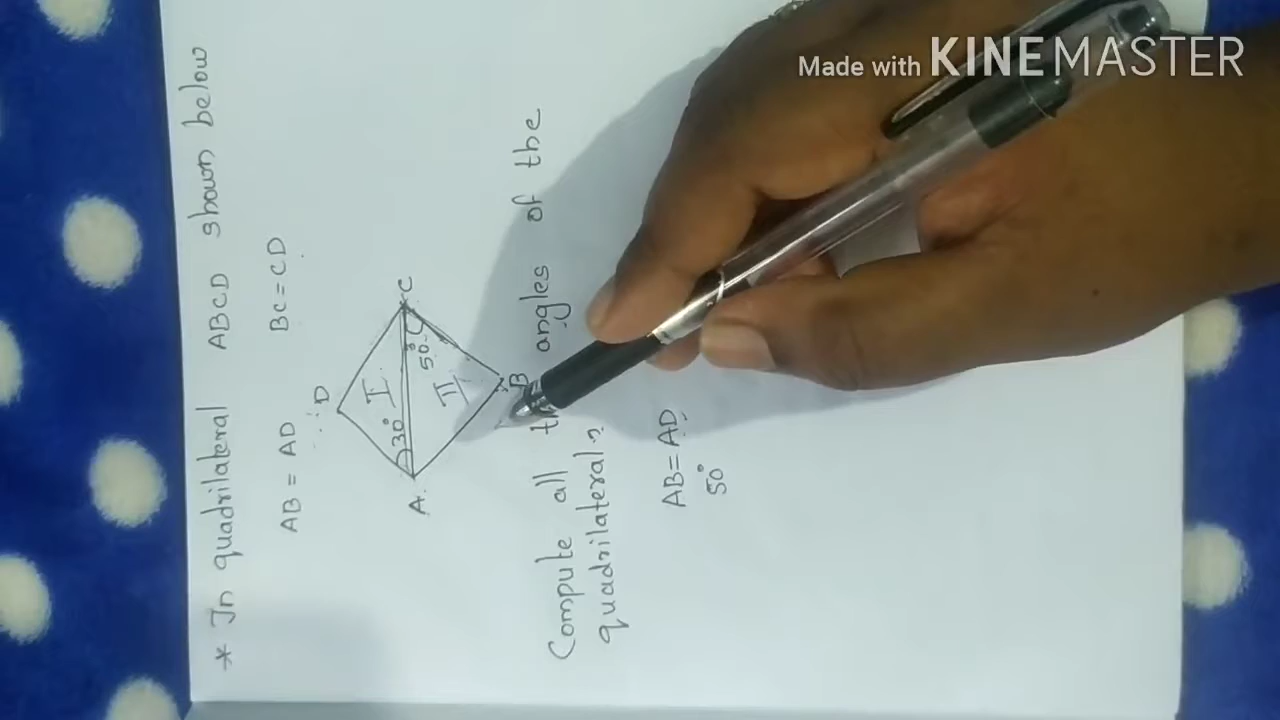 * In quadrilateral ABCD shown below
AB = AD BC = CD
D
A
C
B
30° I
50° II
Compute all the angles of the
quadrilateral?
AB = AD
50°
Made with KINEMASTER